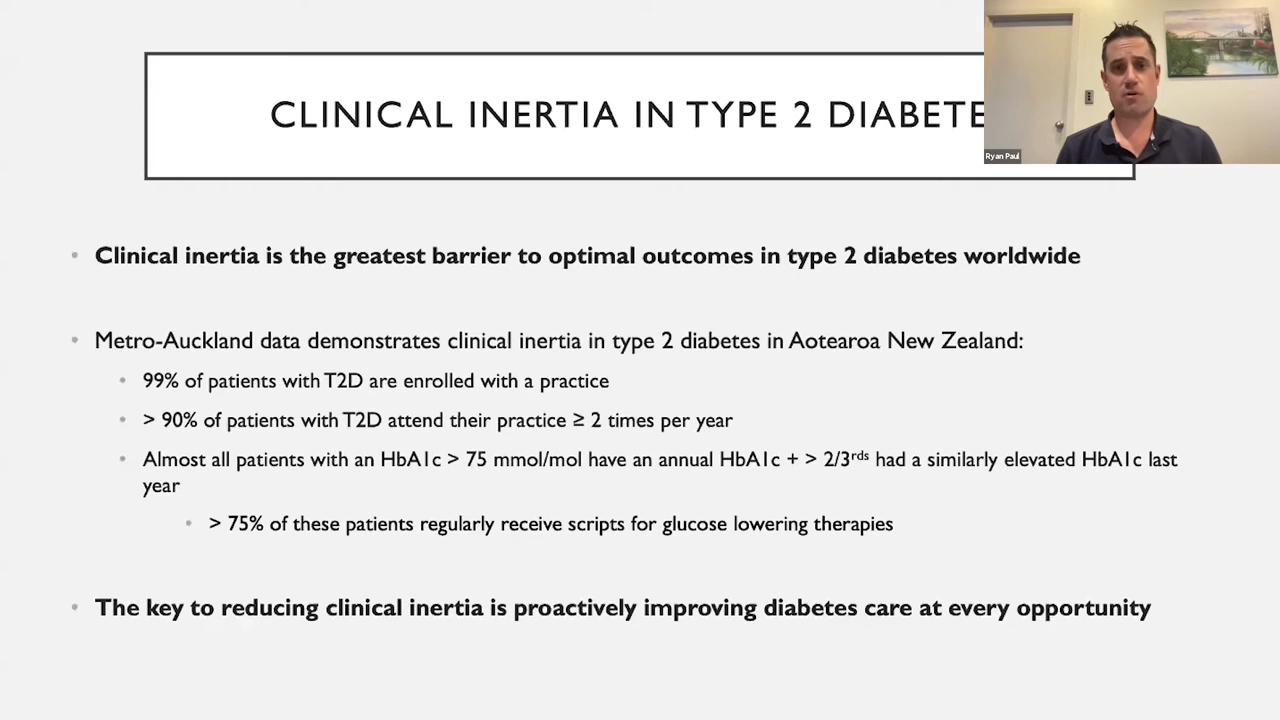 CLINICAL INERTIA IN TYPE 2 DIABETE
Ryan Paul
• Clinical inertia is the greatest barrier to optimal outcomes in type 2 diabetes worldwide
• Metro-Auckland data demonstrates clinical inertia in type 2 diabetes in Aotearoa New Zealand:
• 99% of patients with T2D are enrolled with a practice
• > 90% of patients with T2D attend their practice ≥ 2 times per year
• Almost all patients with an HbA1c > 75 mmol/mol have an annual HbA1c + > 2/3rds had a similarly elevated HbA1c last
year
• > 75% of these patients regularly receive scripts for glucose lowering therapies
• The key to reducing clinical inertia is proactively improving diabetes care at every opportunity